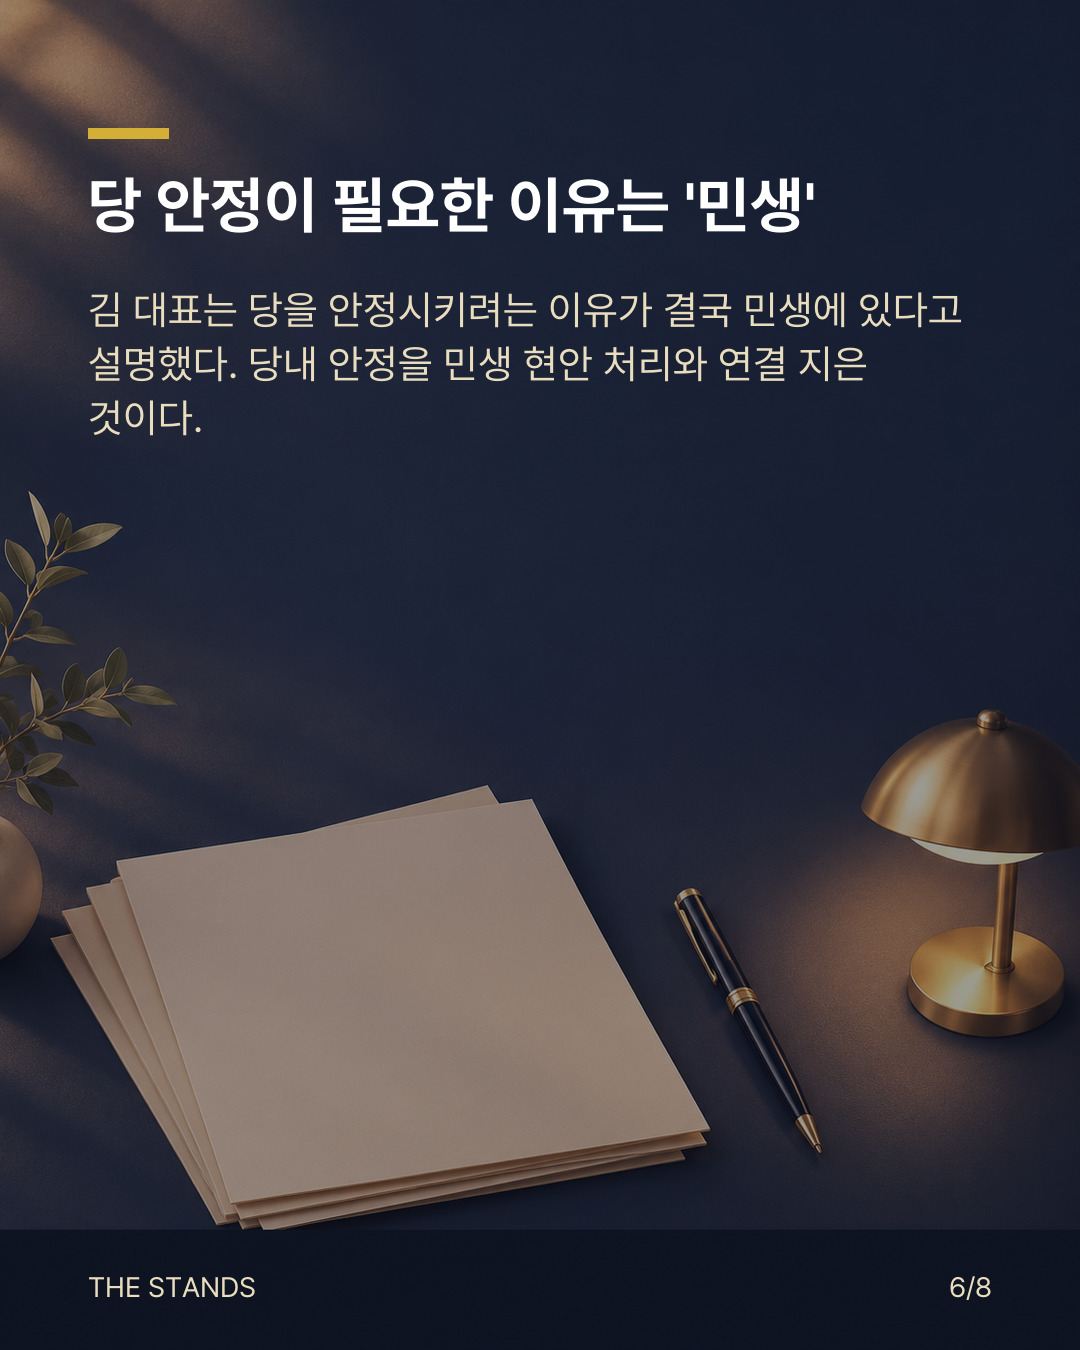 당 안정이 필요한 이유는 '민생'
김 대표는 당을 안정시키려는 이유가 결국 민생에 있다고
설명했다. 당내 안정을 민생 현안 처리와 연결 지은
것이다.
THE STANDS
6/8